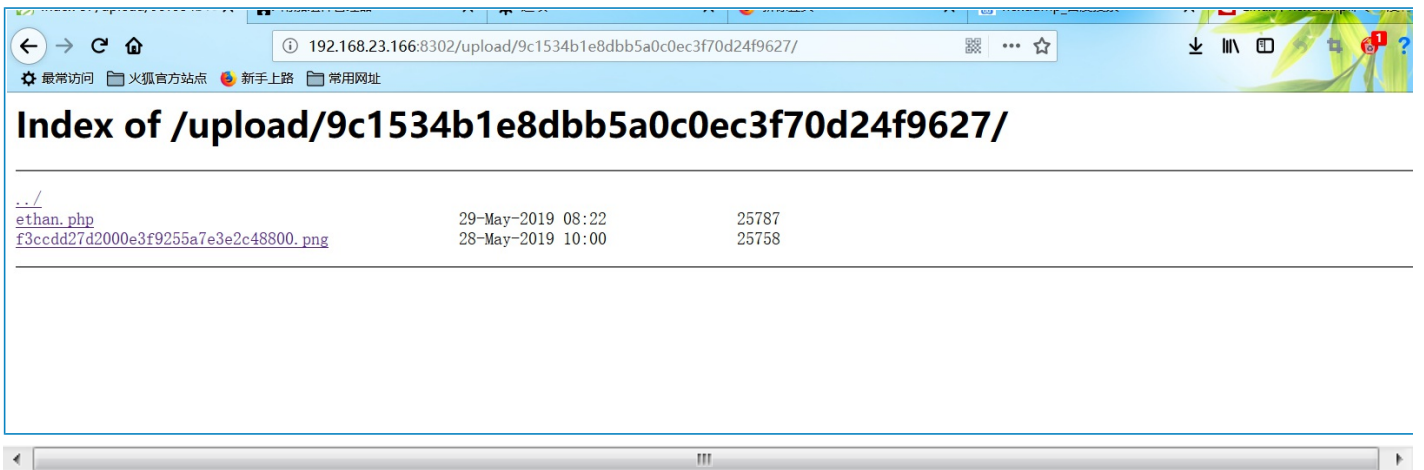 192.168.23.166:8302/upload/9c1534b1e8dbb5a0c0ec3f70d24f9627/
1
?
最常访问 火狐官方站点 新手上路 常用网址
Index of /upload/9c1534b1e8dbb5a0c0ec3f70d24f9627/
../
ethan.php 29-May-2019 08:22 25787
f3ccdd27d2000e3f9255a7e3e2c48800.png 28-May-2019 10:00 25758